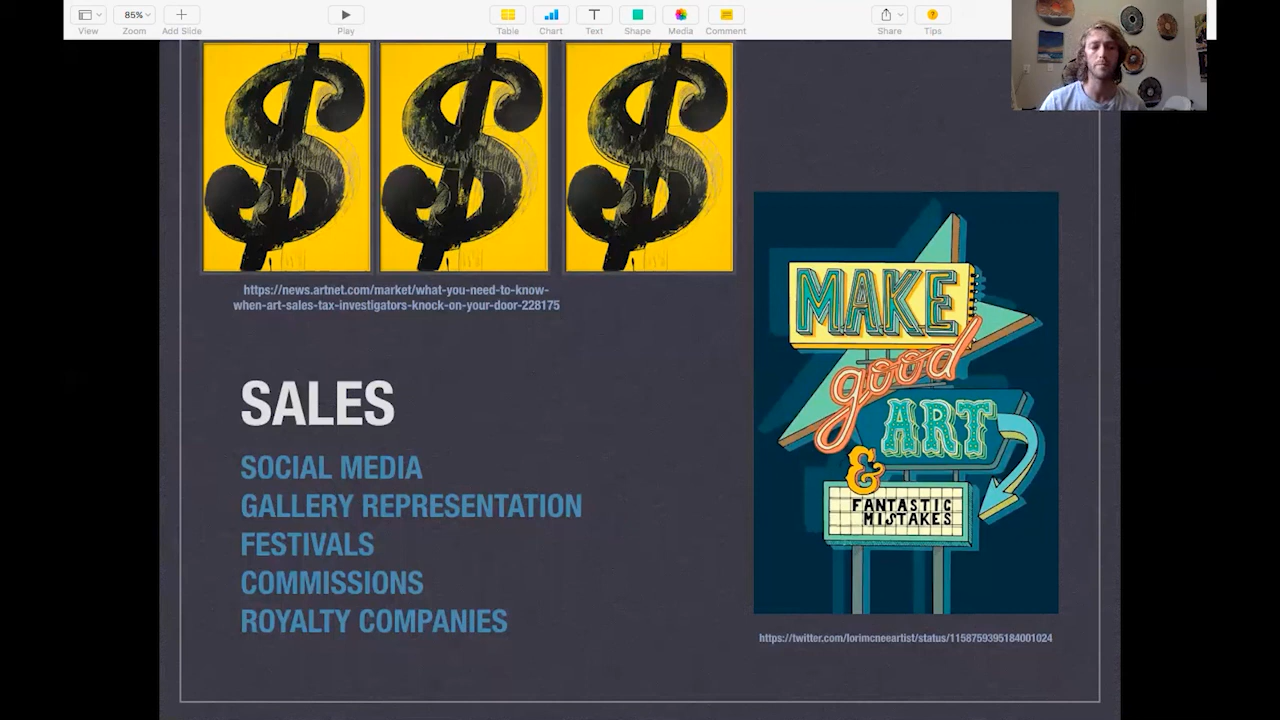 85%
View
Zoom
Add Slide
Play
Table
Chart
Text
Shape
Media
Comment
Share
Tips
https://news.artnet.com/market/what-you-need-to-know-
when-art-sales-tax-investigators-knock-on-your-door-228175
SALES
SOCIAL MEDIA
GALLERY REPRESENTATION
FESTIVALS
COMMISSIONS
ROYALTY COMPANIES
MAKE
good
ART
&
FANTASTIC
MISTAKES
https://twitter.com/lorimcneeartist/status/1158759395184001024